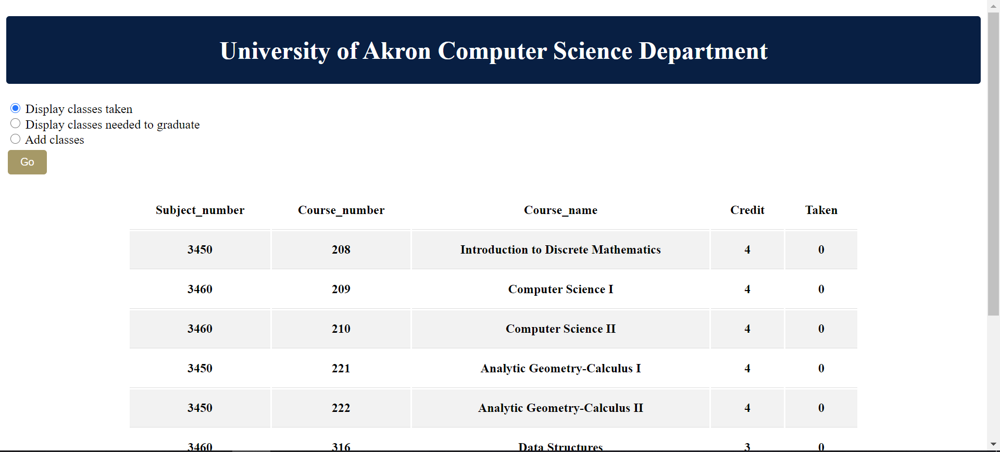 University of Akron Computer Science Department
Display classes taken
Display classes needed to graduate
Add classes
Go
Subject_number Course_number Course_name Credit Taken
3450 208 Introduction to Discrete Mathematics 4 0
3460 209 Computer Science I 4 0
3460 210 Computer Science II 4 0
3450 221 Analytic Geometry-Calculus I 4 0
3450 222 Analytic Geometry-Calculus II 4 0
3460 316 Data Structures 3 0